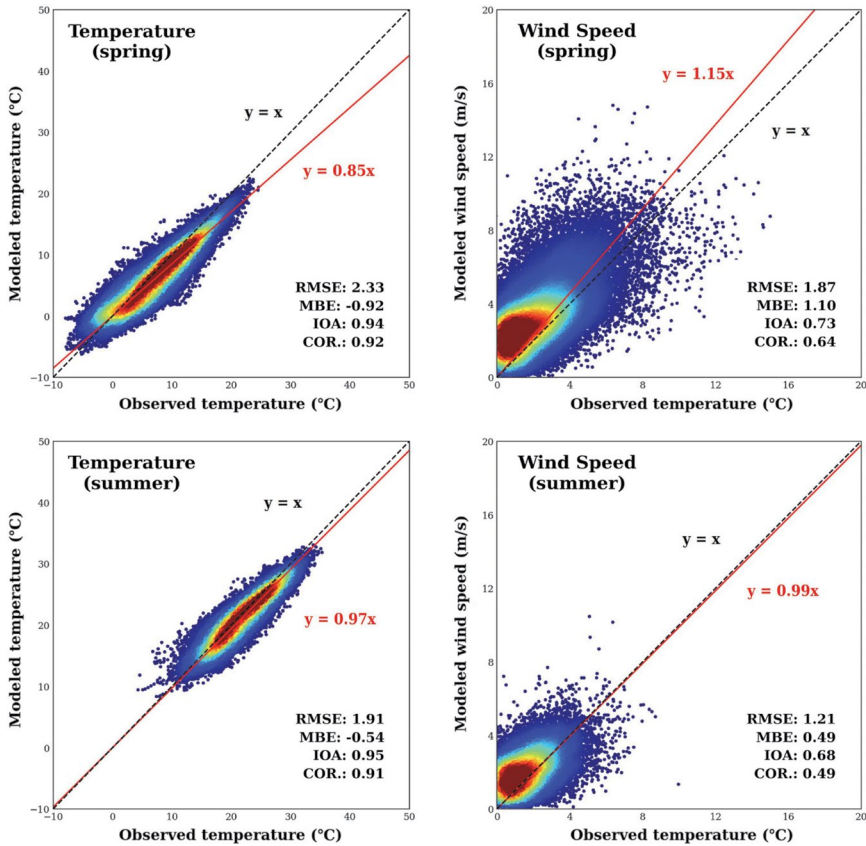 Temperature
(spring)
y = x
y = 0.85x
RMSE: 2.33
MBE: -0.92
IOA: 0.94
COR.: 0.92
Modeled temperature (°C)
50
40
30
20
10
0
−10
−10 0 10 20 30 40 50
Observed temperature (°C)
Wind Speed
(spring)
y = 1.15x
y = x
RMSE: 1.87
MBE: 1.10
IOA: 0.73
COR.: 0.64
Modeled wind speed (m/s)
20
16
12
8
4
0
0 4 8 12 16 20
Observed temperature (°C)
Temperature
(summer)
y = x
y = 0.97x
RMSE: 1.91
MBE: -0.54
IOA: 0.95
COR.: 0.91
Modeled temperature (°C)
50
40
30
20
10
0
−10
−10 0 10 20 30 40 50
Observed temperature (°C)
Wind Speed
(summer)
y = x
y = 0.99x
RMSE: 1.21
MBE: 0.49
IOA: 0.68
COR.: 0.49
Modeled wind speed (m/s)
20
16
12
8
4
0
0 4 8 12 16 20
Observed temperature (°C)